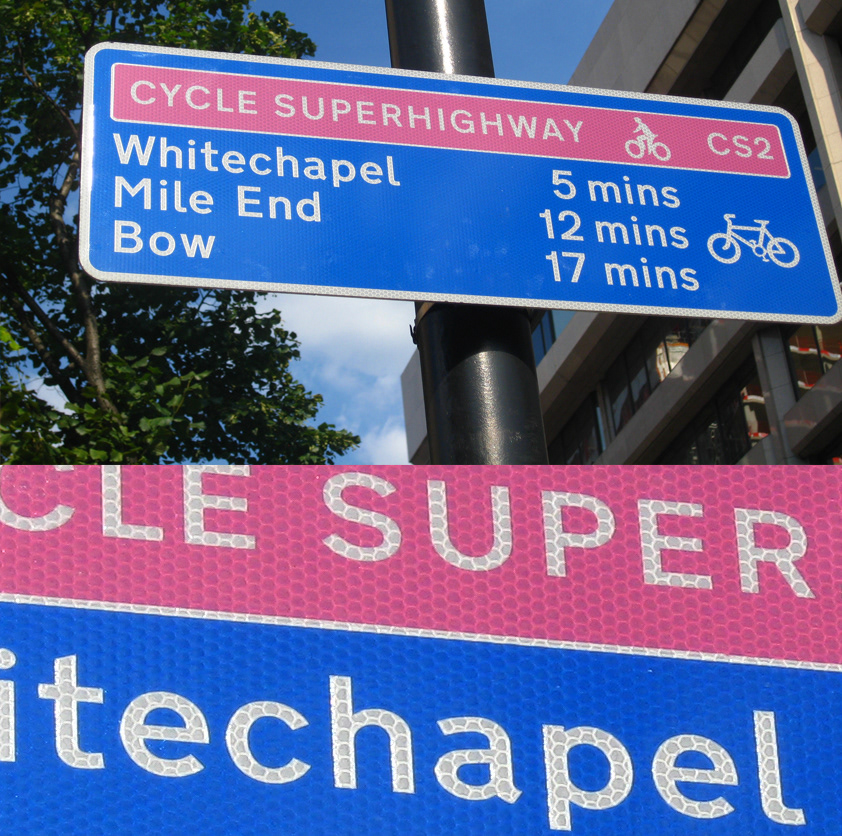 CYCLE SUPERHIGHWAY CS2
Whitechapel 5 mins
Mile End 12 mins
Bow 17 mins
CLE SUPER
itechapel